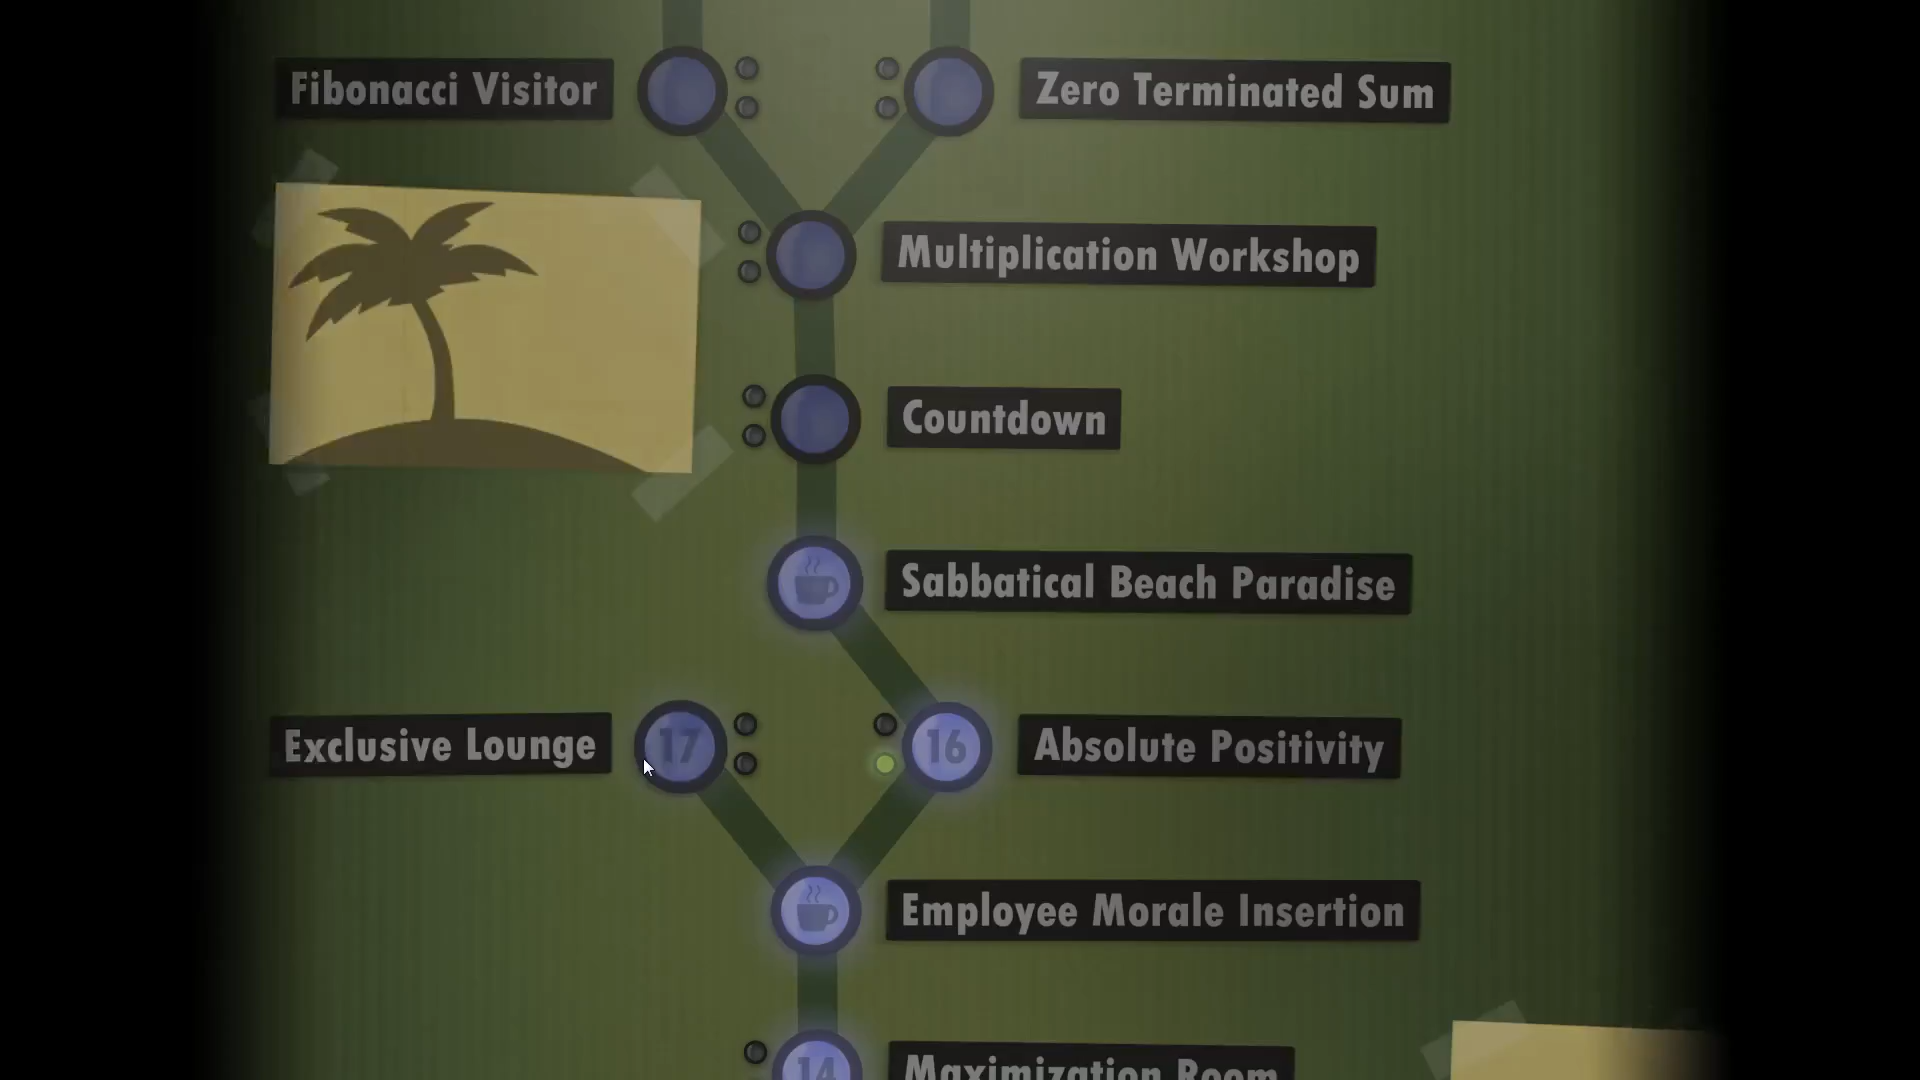 Fibonacci Visitor
Zero Terminated Sum
Multiplication Workshop
Countdown
Sabbatical Beach Paradise
Exclusive Lounge
17
16
Absolute Positivity
Employee Morale Insertion
14
Maximization Room